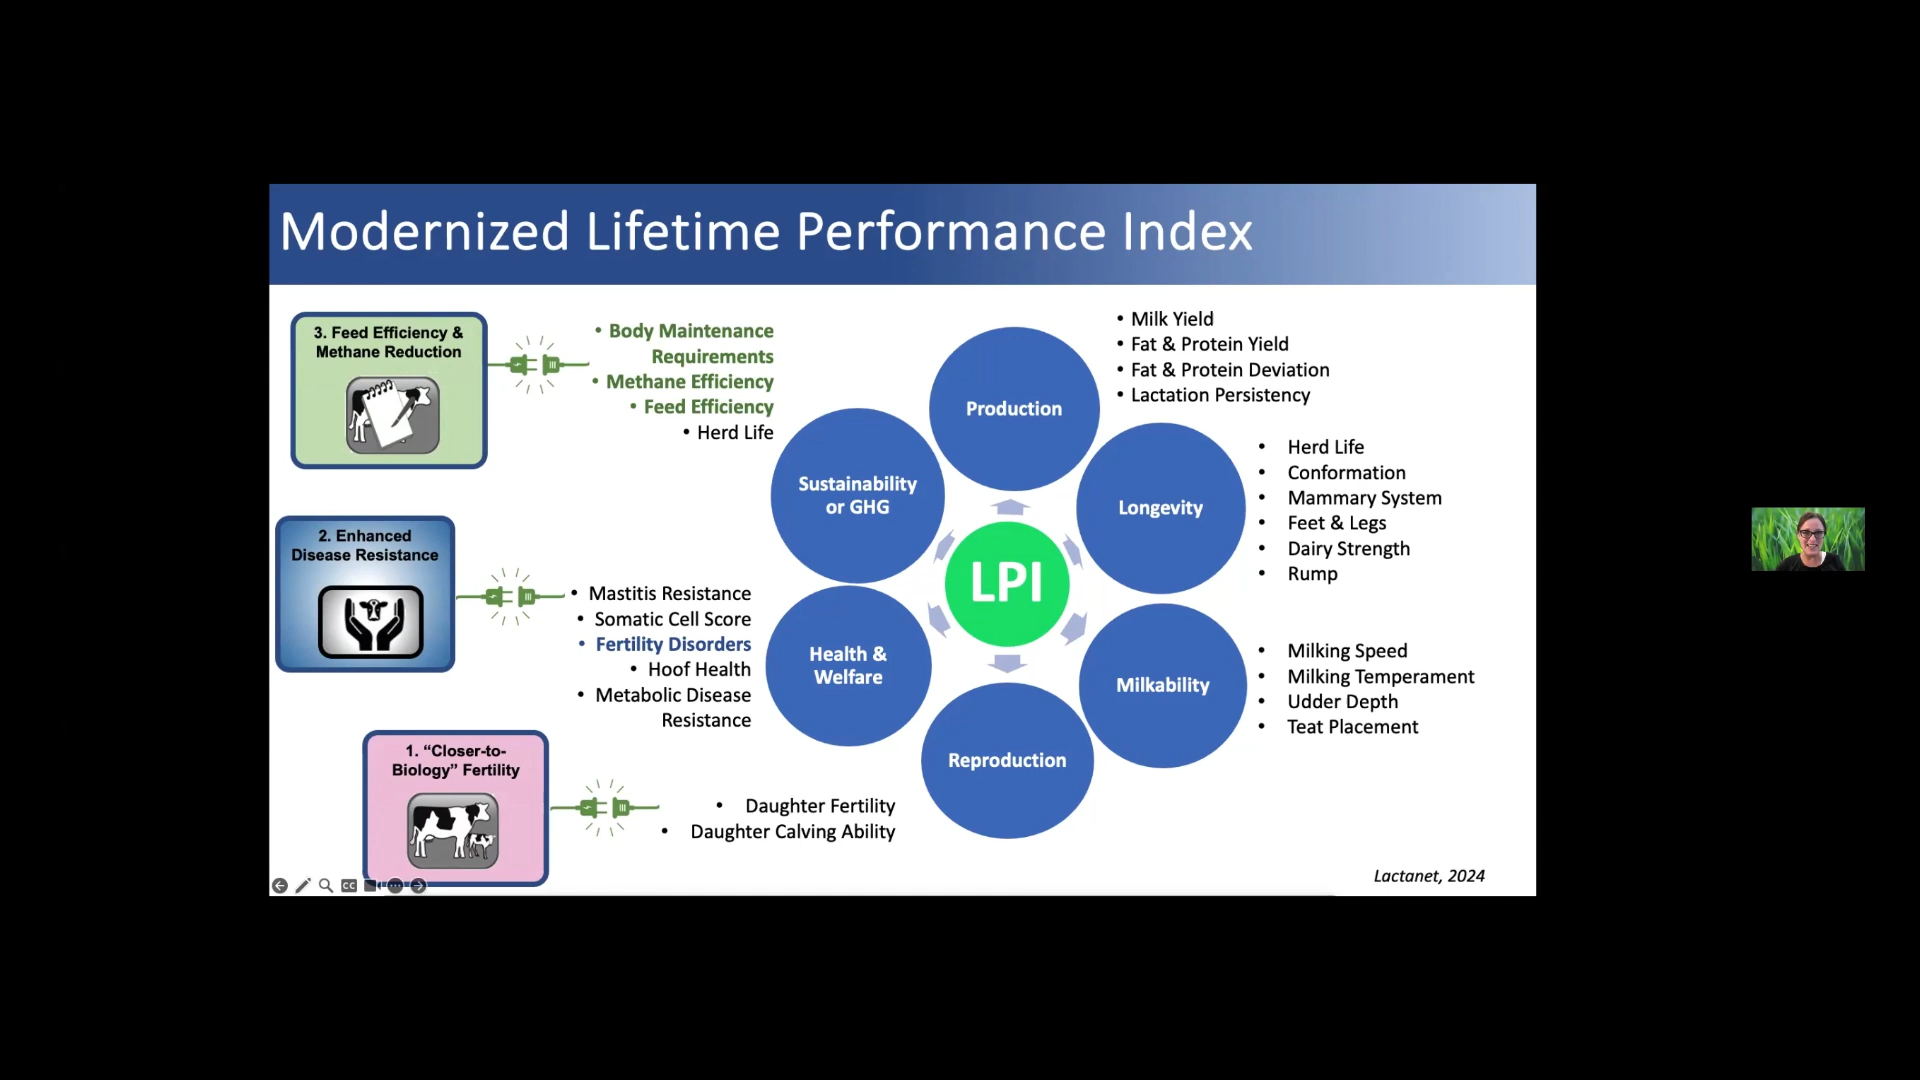 Modernized Lifetime Performance Index
3. Feed Efficiency &
Methane Reduction
• Body Maintenance
Requirements
• Methane Efficiency
• Feed Efficiency
• Herd Life
Sustainability
or GHG
Production
• Milk Yield
• Fat & Protein Yield
• Fat & Protein Deviation
• Lactation Persistency
Longevity
• Herd Life
• Conformation
• Mammary System
• Feet & Legs
• Dairy Strength
• Rump
LPI
2. Enhanced
Disease Resistance
• Mastitis Resistance
• Somatic Cell Score
• Fertility Disorders
• Hoof Health
• Metabolic Disease
Resistance
Health &
Welfare
Milkability
• Milking Speed
• Milking Temperament
• Udder Depth
• Teat Placement
1. “Closer-to-
Biology” Fertility
• Daughter Fertility
• Daughter Calving Ability
Reproduction
Lactanet, 2024
CC